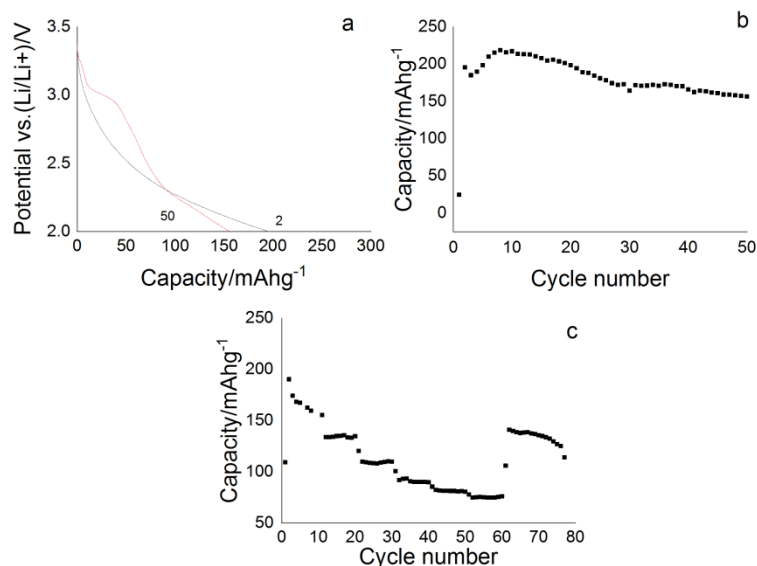 a
Potential vs.(Li/Li+)/V
3.5
3.0
2.5
2.0
50
2
0 50 100 150 200 250 300
Capacity/mAhg-1
b
Capacity/mAhg-1
250
200
150
100
50
0
0 10 20 30 40 50
Cycle number
c
Capacity/mAhg-1
250
200
150
100
50
0 10 20 30 40 50 60 70 80
Cycle number